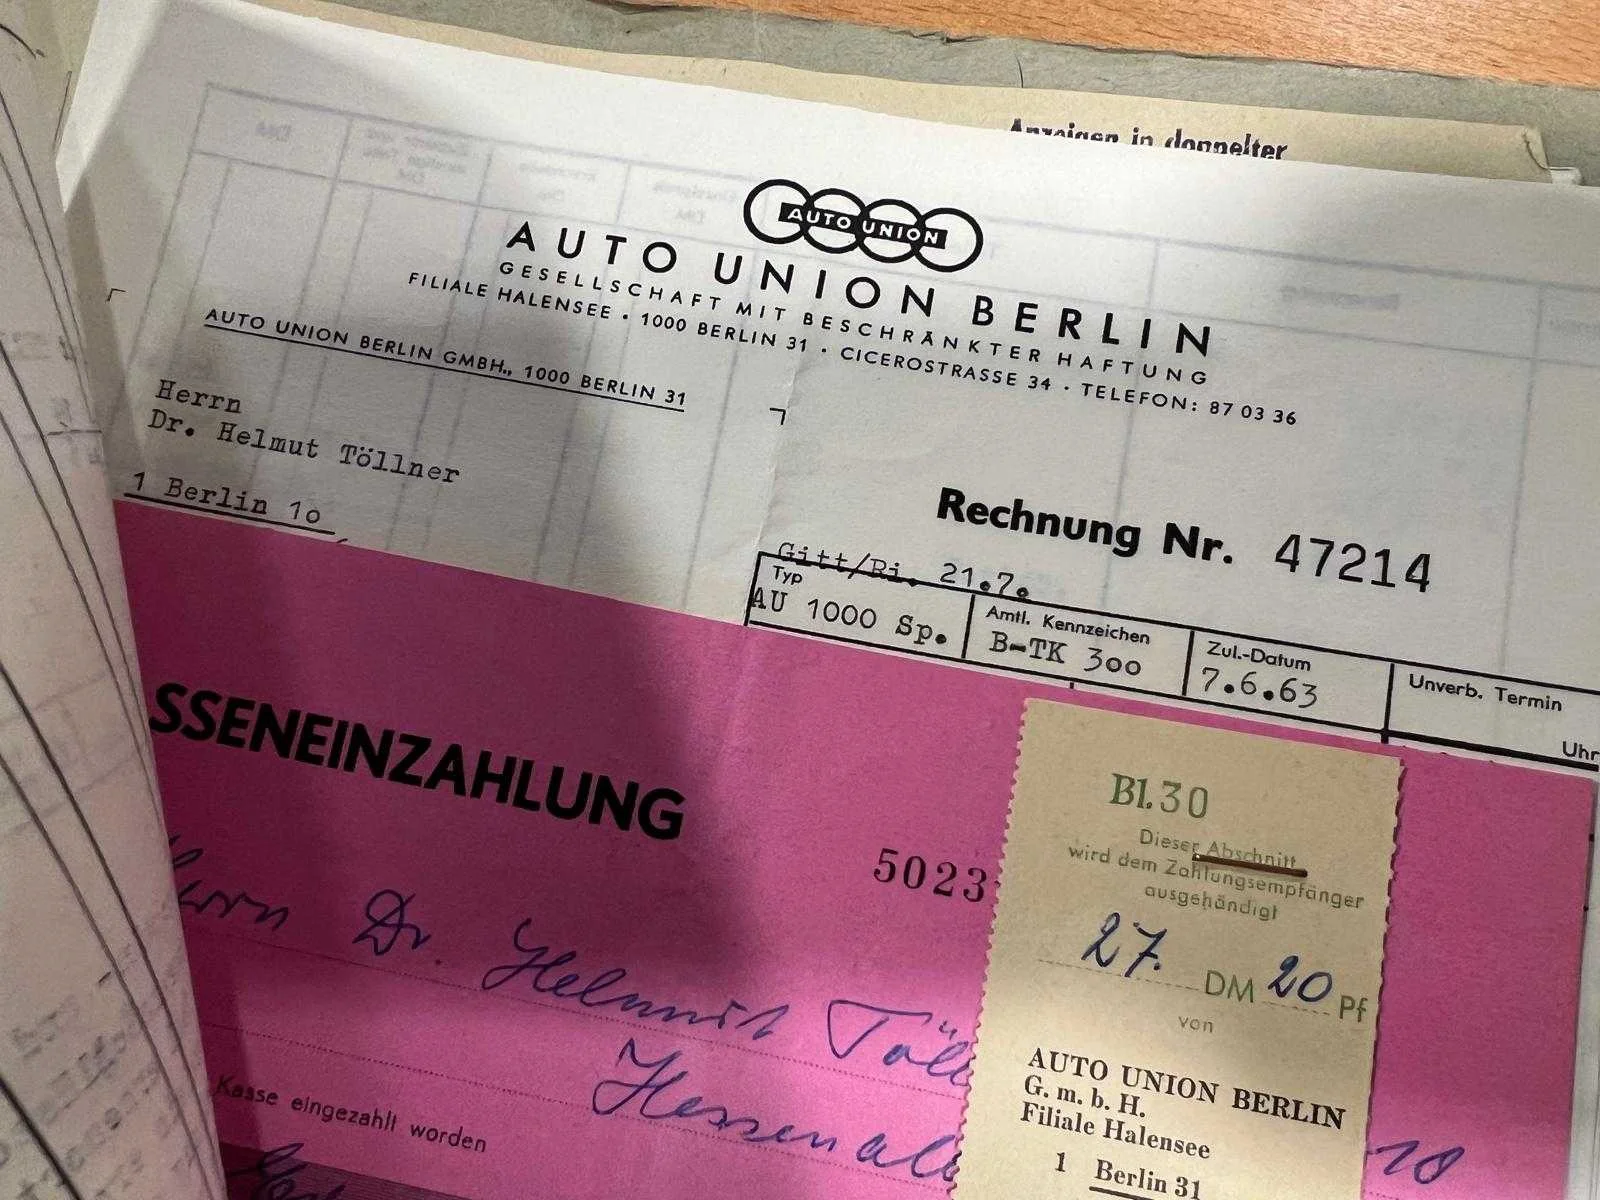 Anzeigen in doppelter
AUTO UNION
AUTO UNION BERLIN
GESELLSCHAFT MIT BESCHRÄNKTER HAFTUNG
FILIALE HALENSEE · 1000 BERLIN 31 · CICEROSTRASSE 34 · TELEFON: 87 03 36
AUTO UNION BERLIN GMBH., 1000 BERLIN 31
Herrn
Dr. Helmut Töllner
1 Berlin 1o
Rechnung Nr. 47214
Gitt/Ri. 21.7.
Typ
AU 1000 Sp.
Amtl. Kennzeichen
B-TK 3oo
Zul.-Datum
7.6.63
Unverb. Termin
Uhr
SSENEINZAHLUNG
5023
Herrn Dr. Helmut Töll
Hessenall
10
Kasse eingezahlt worden
Bl. 30
Dieser Abschnitt
wird dem Zahlungsempfänger
ausgehändigt
27. DM 20 Pf
von
AUTO UNION BERLIN
G. m. b. H.
Filiale Halensee
1 Berlin 31